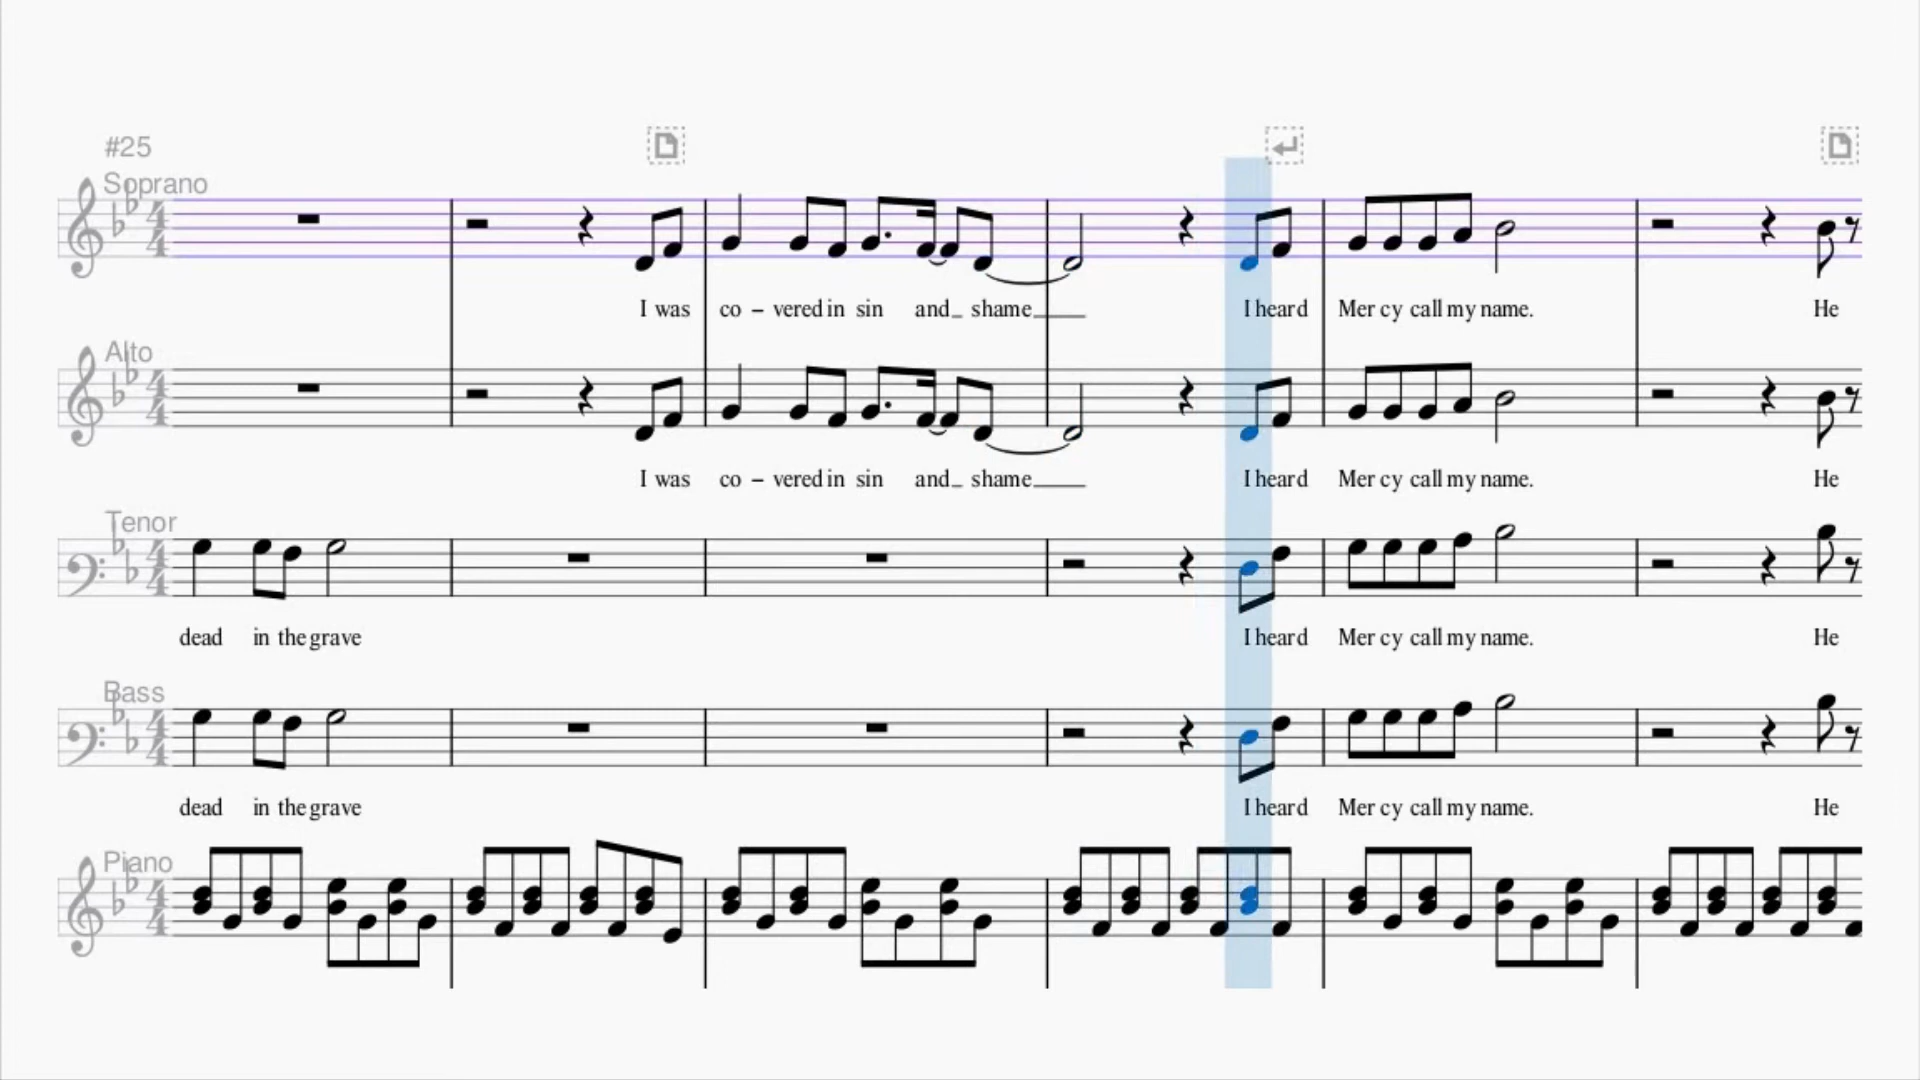 #25
Soprano
I was co – vered in sin and_ shame____ I heard Mer cy call my name. He
Alto
I was co – vered in sin and_ shame____ I heard Mer cy call my name. He
Tenor
dead in the grave I heard Mer cy call my name. He
Bass
dead in the grave I heard Mer cy call my name. He
Piano